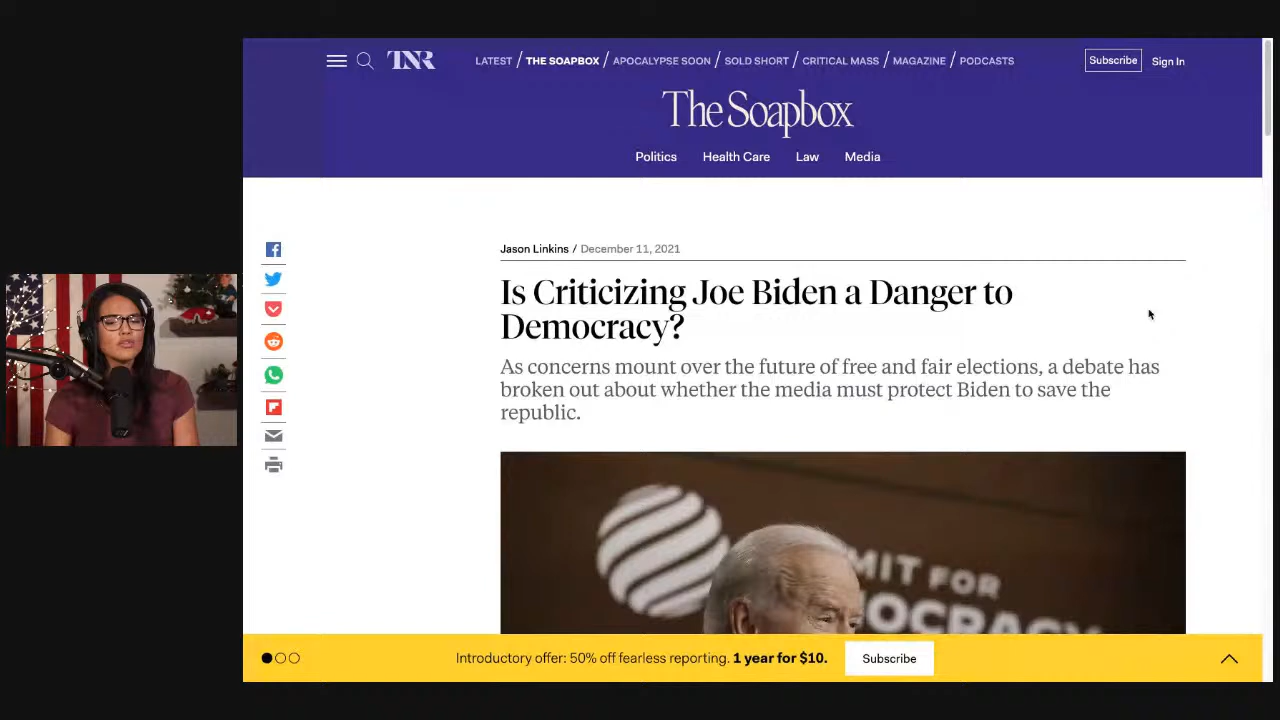 TNR
LATEST / THE SOAPBOX / APOCALYPSE SOON / SOLD SHORT / CRITICAL MASS / MAGAZINE / PODCASTS
Subscribe
Sign In
The Soapbox
Politics Health Care Law Media
Jason Linkins / December 11, 2021
Is Criticizing Joe Biden a Danger to
Democracy?
As concerns mount over the future of free and fair elections, a debate has
broken out about whether the media must protect Biden to save the
republic.
MIT FOR
OCRACY
Introductory offer: 50% off fearless reporting. 1 year for $10.
Subscribe